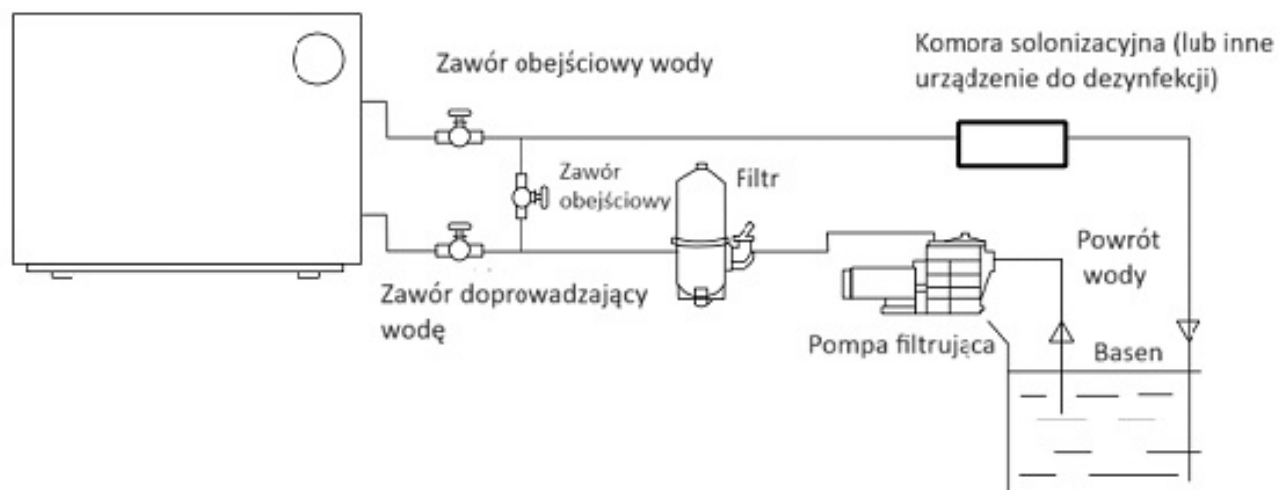 Komora solonizacyjna (lub inne
urządzenie do dezynfekcji)
Zawór obejściowy wody
Zawór
obejściowy
Filtr
Powrót
wody
Zawór doprowadzający
wodę
Pompa filtrująca
Basen